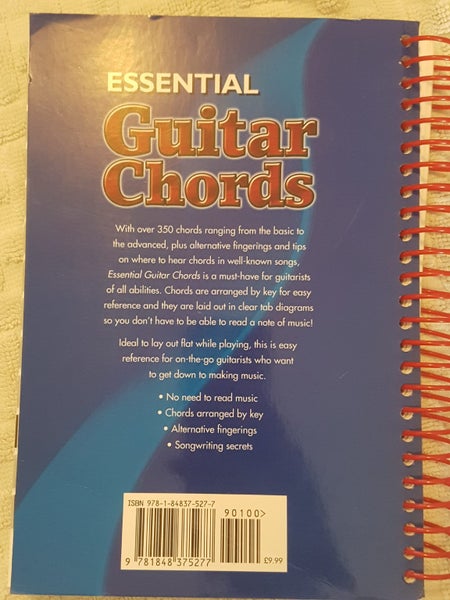 ESSENTIAL
Guitar
Chords
With over 350 chords ranging from the basic to
the advanced, plus alternative fingerings and tips
on where to hear chords in well-known songs,
Essential Guitar Chords is a must-have for guitarists
of all abilities. Chords are arranged by key for easy
reference and they are laid out in clear tab diagrams
so you don't have to be able to read a note of music!
Ideal to lay out flat while playing, this is easy
reference for on-the-go guitarists who want
to get down to making music.
• No need to read music
• Chords arranged by key
• Alternative fingerings
• Songwriting secrets
ISBN 978-1-84837-527-7
90100>
9 781848 375277
£9.99